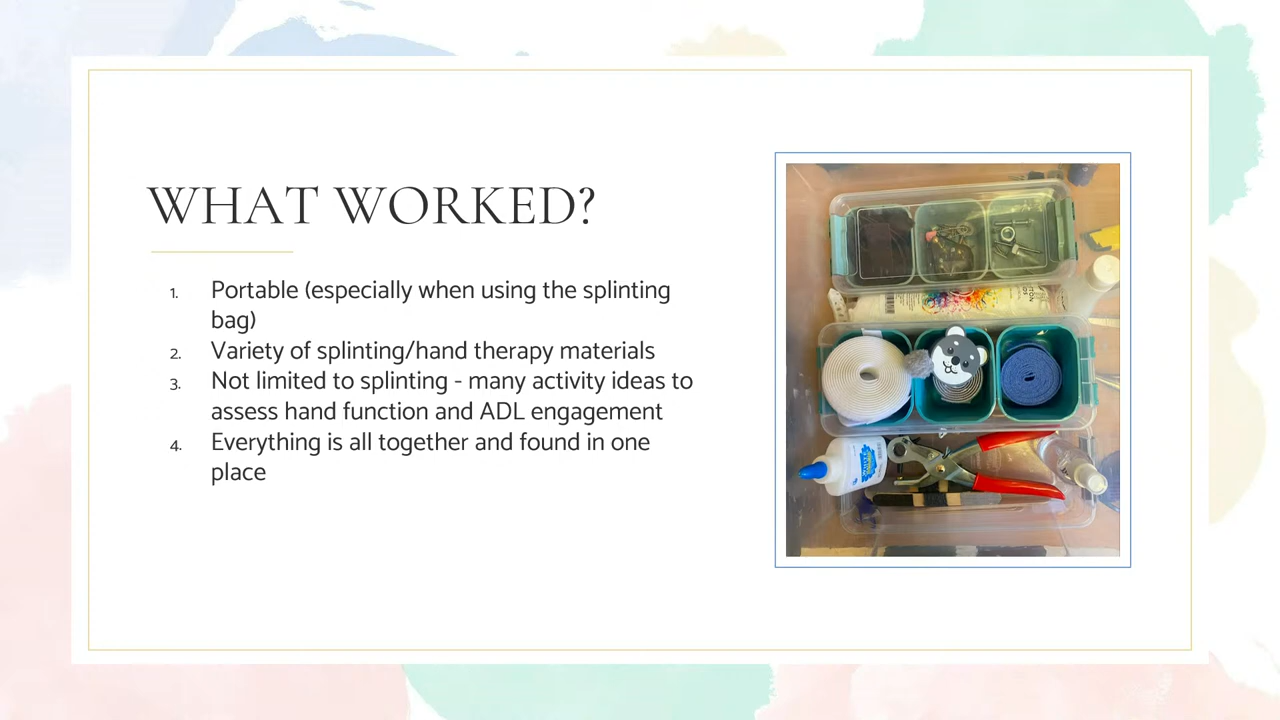 WHAT WORKED?
1. Portable (especially when using the splinting
bag)
2. Variety of splinting/hand therapy materials
3. Not limited to splinting - many activity ideas to
assess hand function and ADL engagement
4. Everything is all together and found in one
place